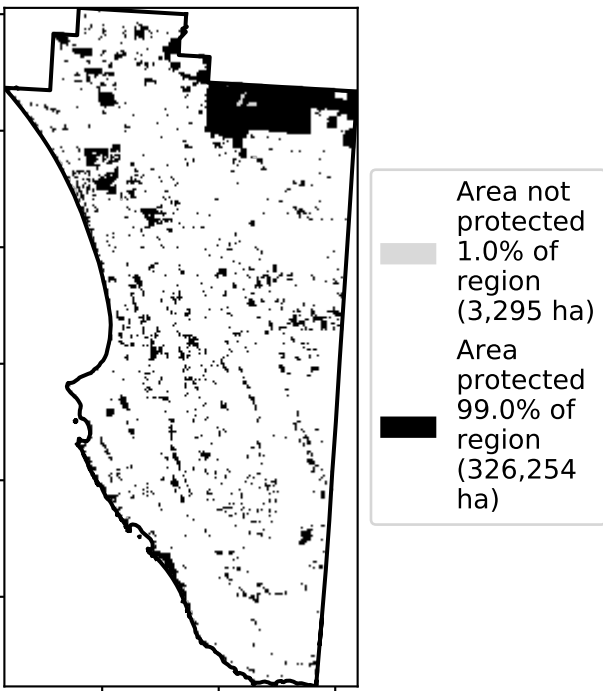 Area not
protected
1.0% of
region
(3,295 ha)
Area
protected
99.0% of
region
(326,254
ha)